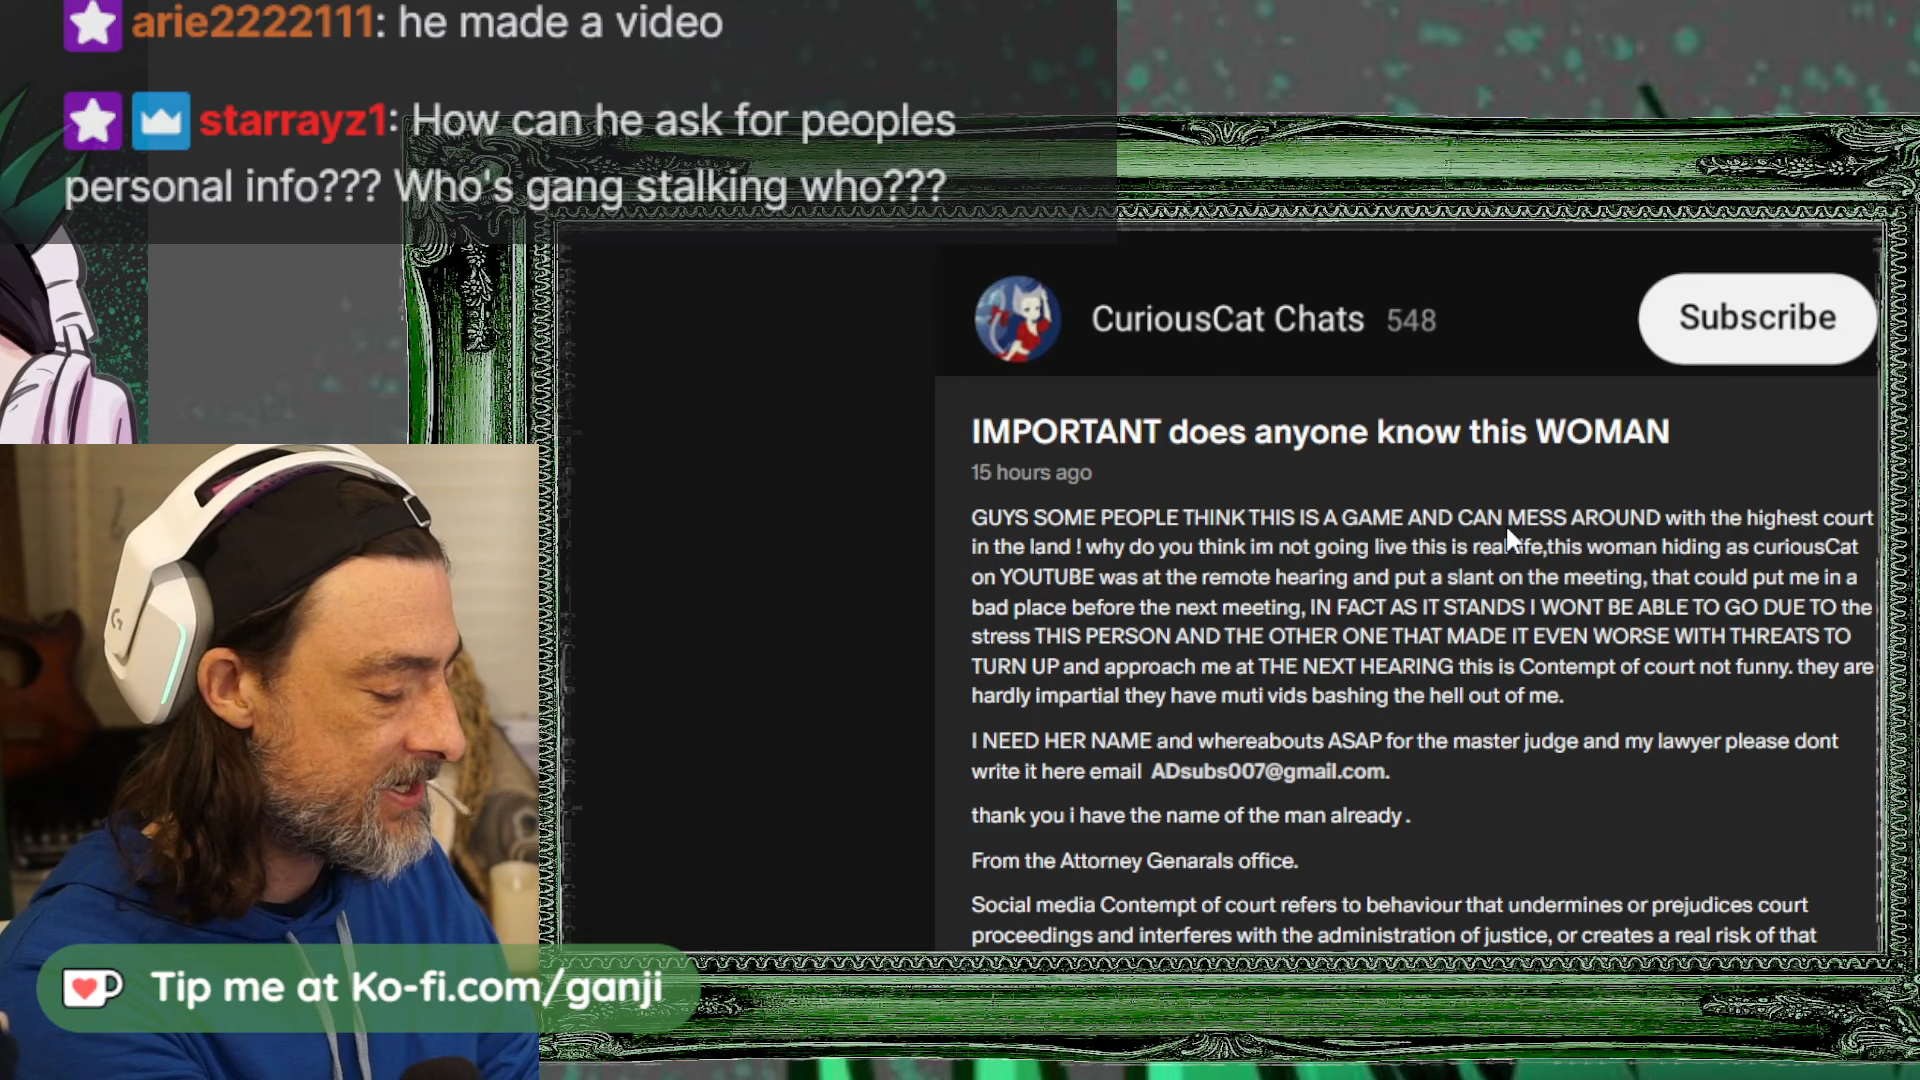 arie2222111: he made a video
starrayz1: How can he ask for peoples
personal info??? Who's gang stalking who???
CuriousCat Chats 548
Subscribe
IMPORTANT does anyone know this WOMAN
15 hours ago
GUYS SOME PEOPLE THINK THIS IS A GAME AND CAN MESS AROUND with the highest court
in the land ! why do you think im not going live this is real life,this woman hiding as curiousCat
on YOUTUBE was at the remote hearing and put a slant on the meeting, that could put me in a
bad place before the next meeting, IN FACT AS IT STANDS I WONT BE ABLE TO GO DUE TO the
stress THIS PERSON AND THE OTHER ONE THAT MADE IT EVEN WORSE WITH THREATS TO
TURN UP and approach me at THE NEXT HEARING this is Contempt of court not funny. they are
hardly impartial they have muti vids bashing the hell out of me.
I NEED HER NAME and whereabouts ASAP for the master judge and my lawyer please dont
write it here email ADsubs007@gmail.com.
thank you i have the name of the man already .
From the Attorney Genarals office.
Social media Contempt of court refers to behaviour that undermines or prejudices court
proceedings and interferes with the administration of justice, or creates a real risk of that
Tip me at Ko-fi.com/ganji